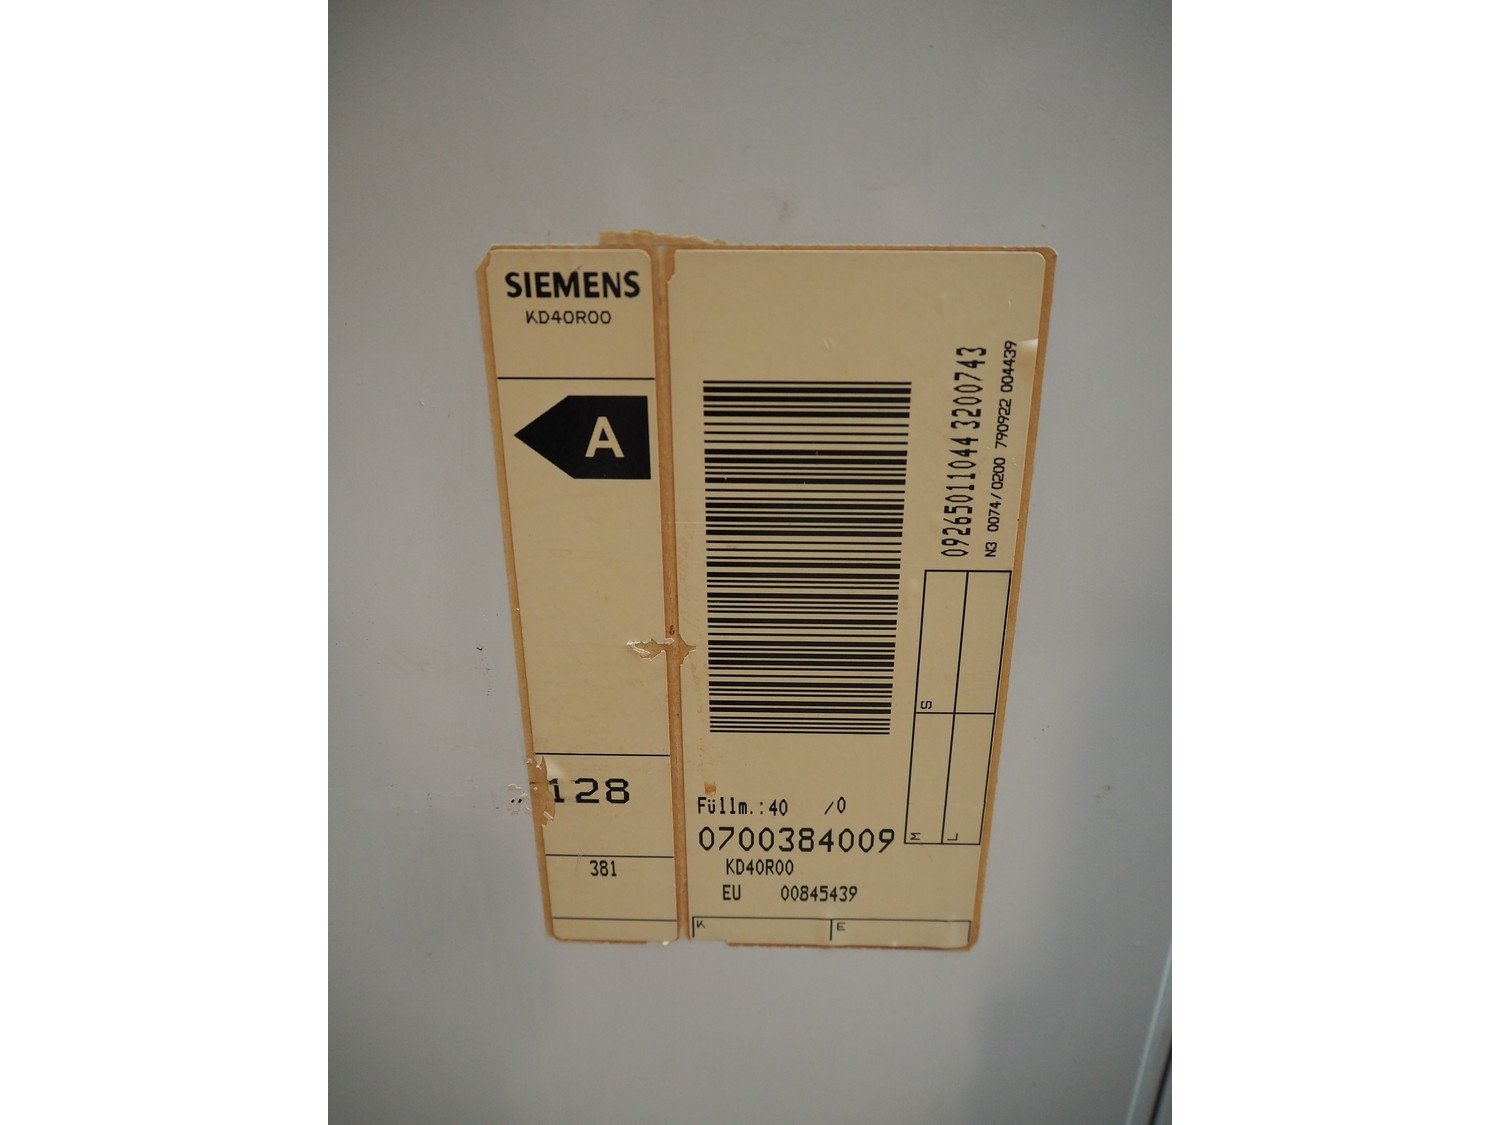 SIEMENS
KD40R00
A
128
381
09265011044 3200743
N3 0074/0200 790922 004439
S
M
L
Füllm.:40 /0
0700384009
KD40R00
EU 00845439
K
E